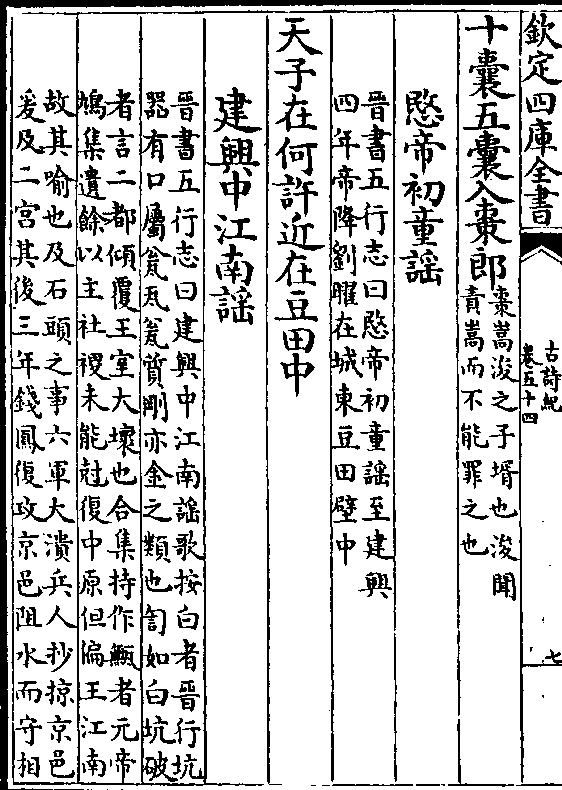 欽定四庫全書
古詩紀
卷五十四
七
十囊五囊入棗郎
棗嵩浚之子壻也浚聞
責嵩而不能罪之也
愍帝初童謡
晉書五行志曰愍帝初童謡至建興
四年帝降劉曜在城東豆田壁中
天子在何許近在豆田中
建興中江南謡
晉書五行志曰建興中江南謡歌按白者晉行坑
器有口屬瓮瓦瓮質剛亦金之類也訇如白坑破
者言二都傾覆王室大壞也合集持作甒者元帝
鳩集遺餘以主社稷未能尅復中原但偏王江南
故其喻也及石頭之事六軍大潰兵人抄掠京邑
爰及二宫其後三年錢鳳復攻京邑阻水而守相